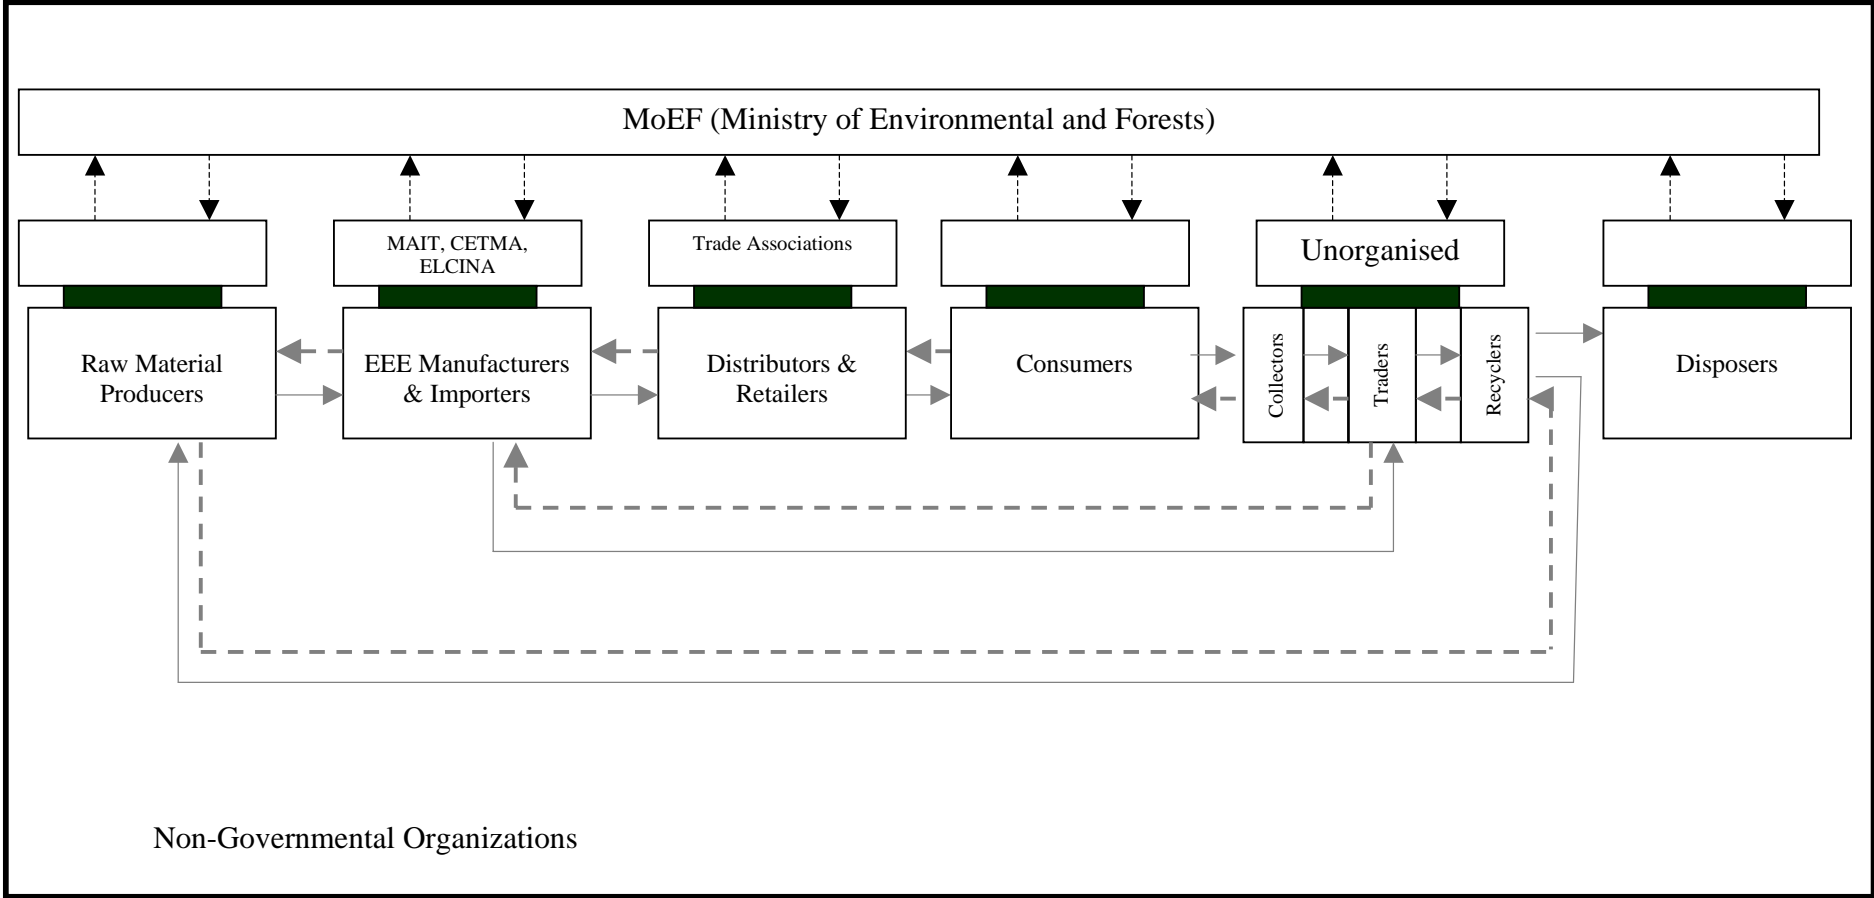 MoEF (Ministry of Environmental and Forests)
MAIT, CETMA,
ELCINA
Trade Associations
Unorganised
Raw Material
Producers
EEE Manufacturers
& Importers
Distributors &
Retailers
Consumers
Collectors
Traders
Recyclers
Disposers
Non-Governmental Organizations